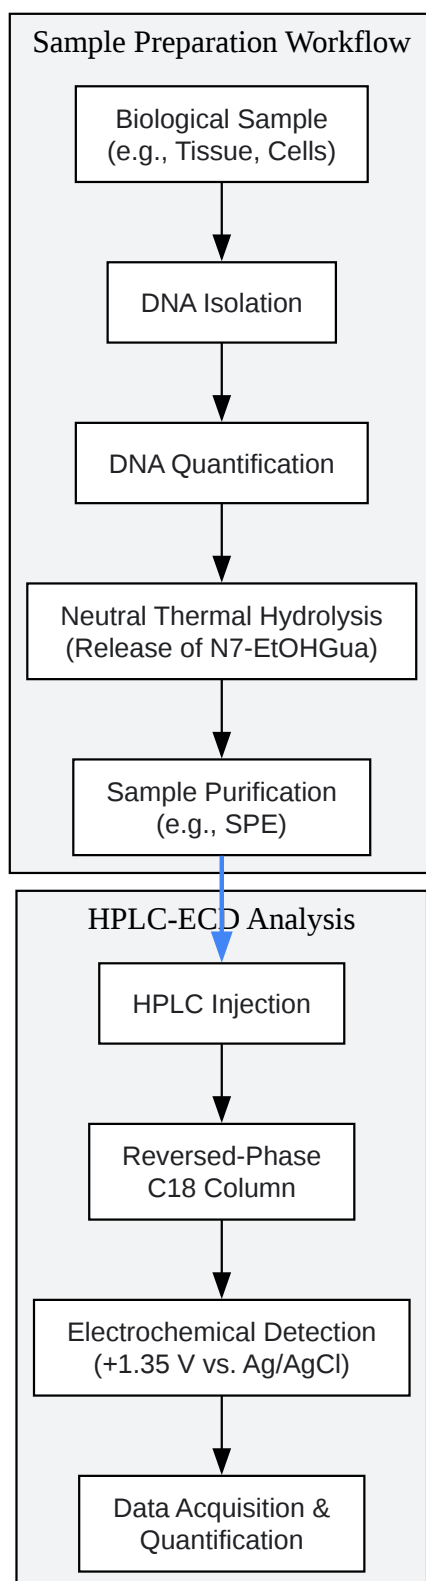 Sample Preparation Workflow
Biological Sample
(e.g., Tissue, Cells)
DNA Isolation
DNA Quantification
Neutral Thermal Hydrolysis
(Release of N7-EtOHGua)
Sample Purification
(e.g., SPE)
HPLC-ECD Analysis
HPLC Injection
Reversed-Phase
C18 Column
Electrochemical Detection
(+1.35 V vs. Ag/AgCl)
Data Acquisition &
Quantification